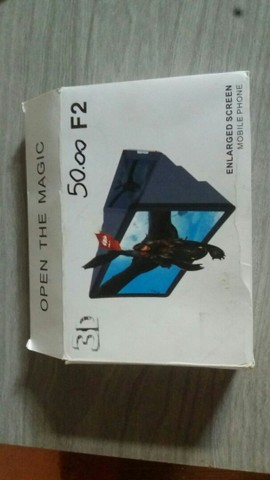 OPEN THE MAGIC
50.00 F2
3D
ENLARGED SCREEN
MOBILE PHONE